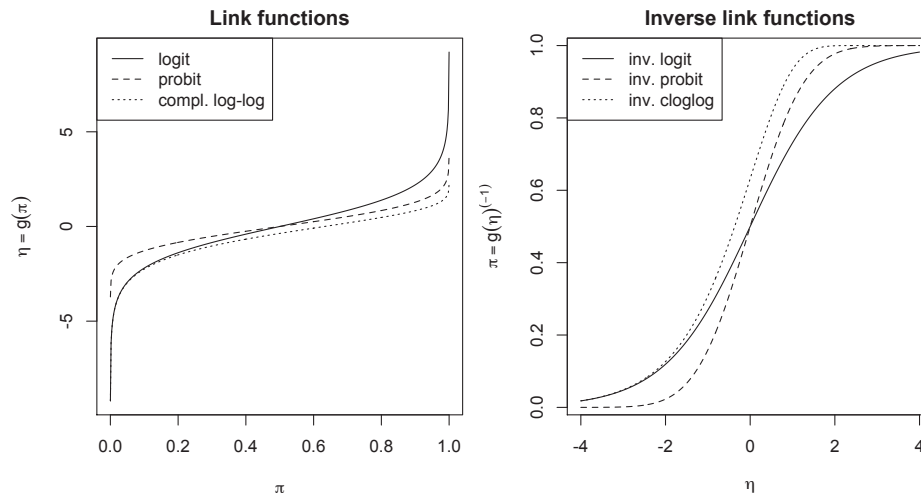 Link functions
logit
probit
compl. log-log
η = g(π)
5
0
-5
0.0 0.2 0.4 0.6 0.8 1.0
π
Inverse link functions
inv. logit
inv. probit
inv. cloglog
π = g(η)^(-1)
1.0
0.8
0.6
0.4
0.2
0.0
-4 -2 0 2 4
η